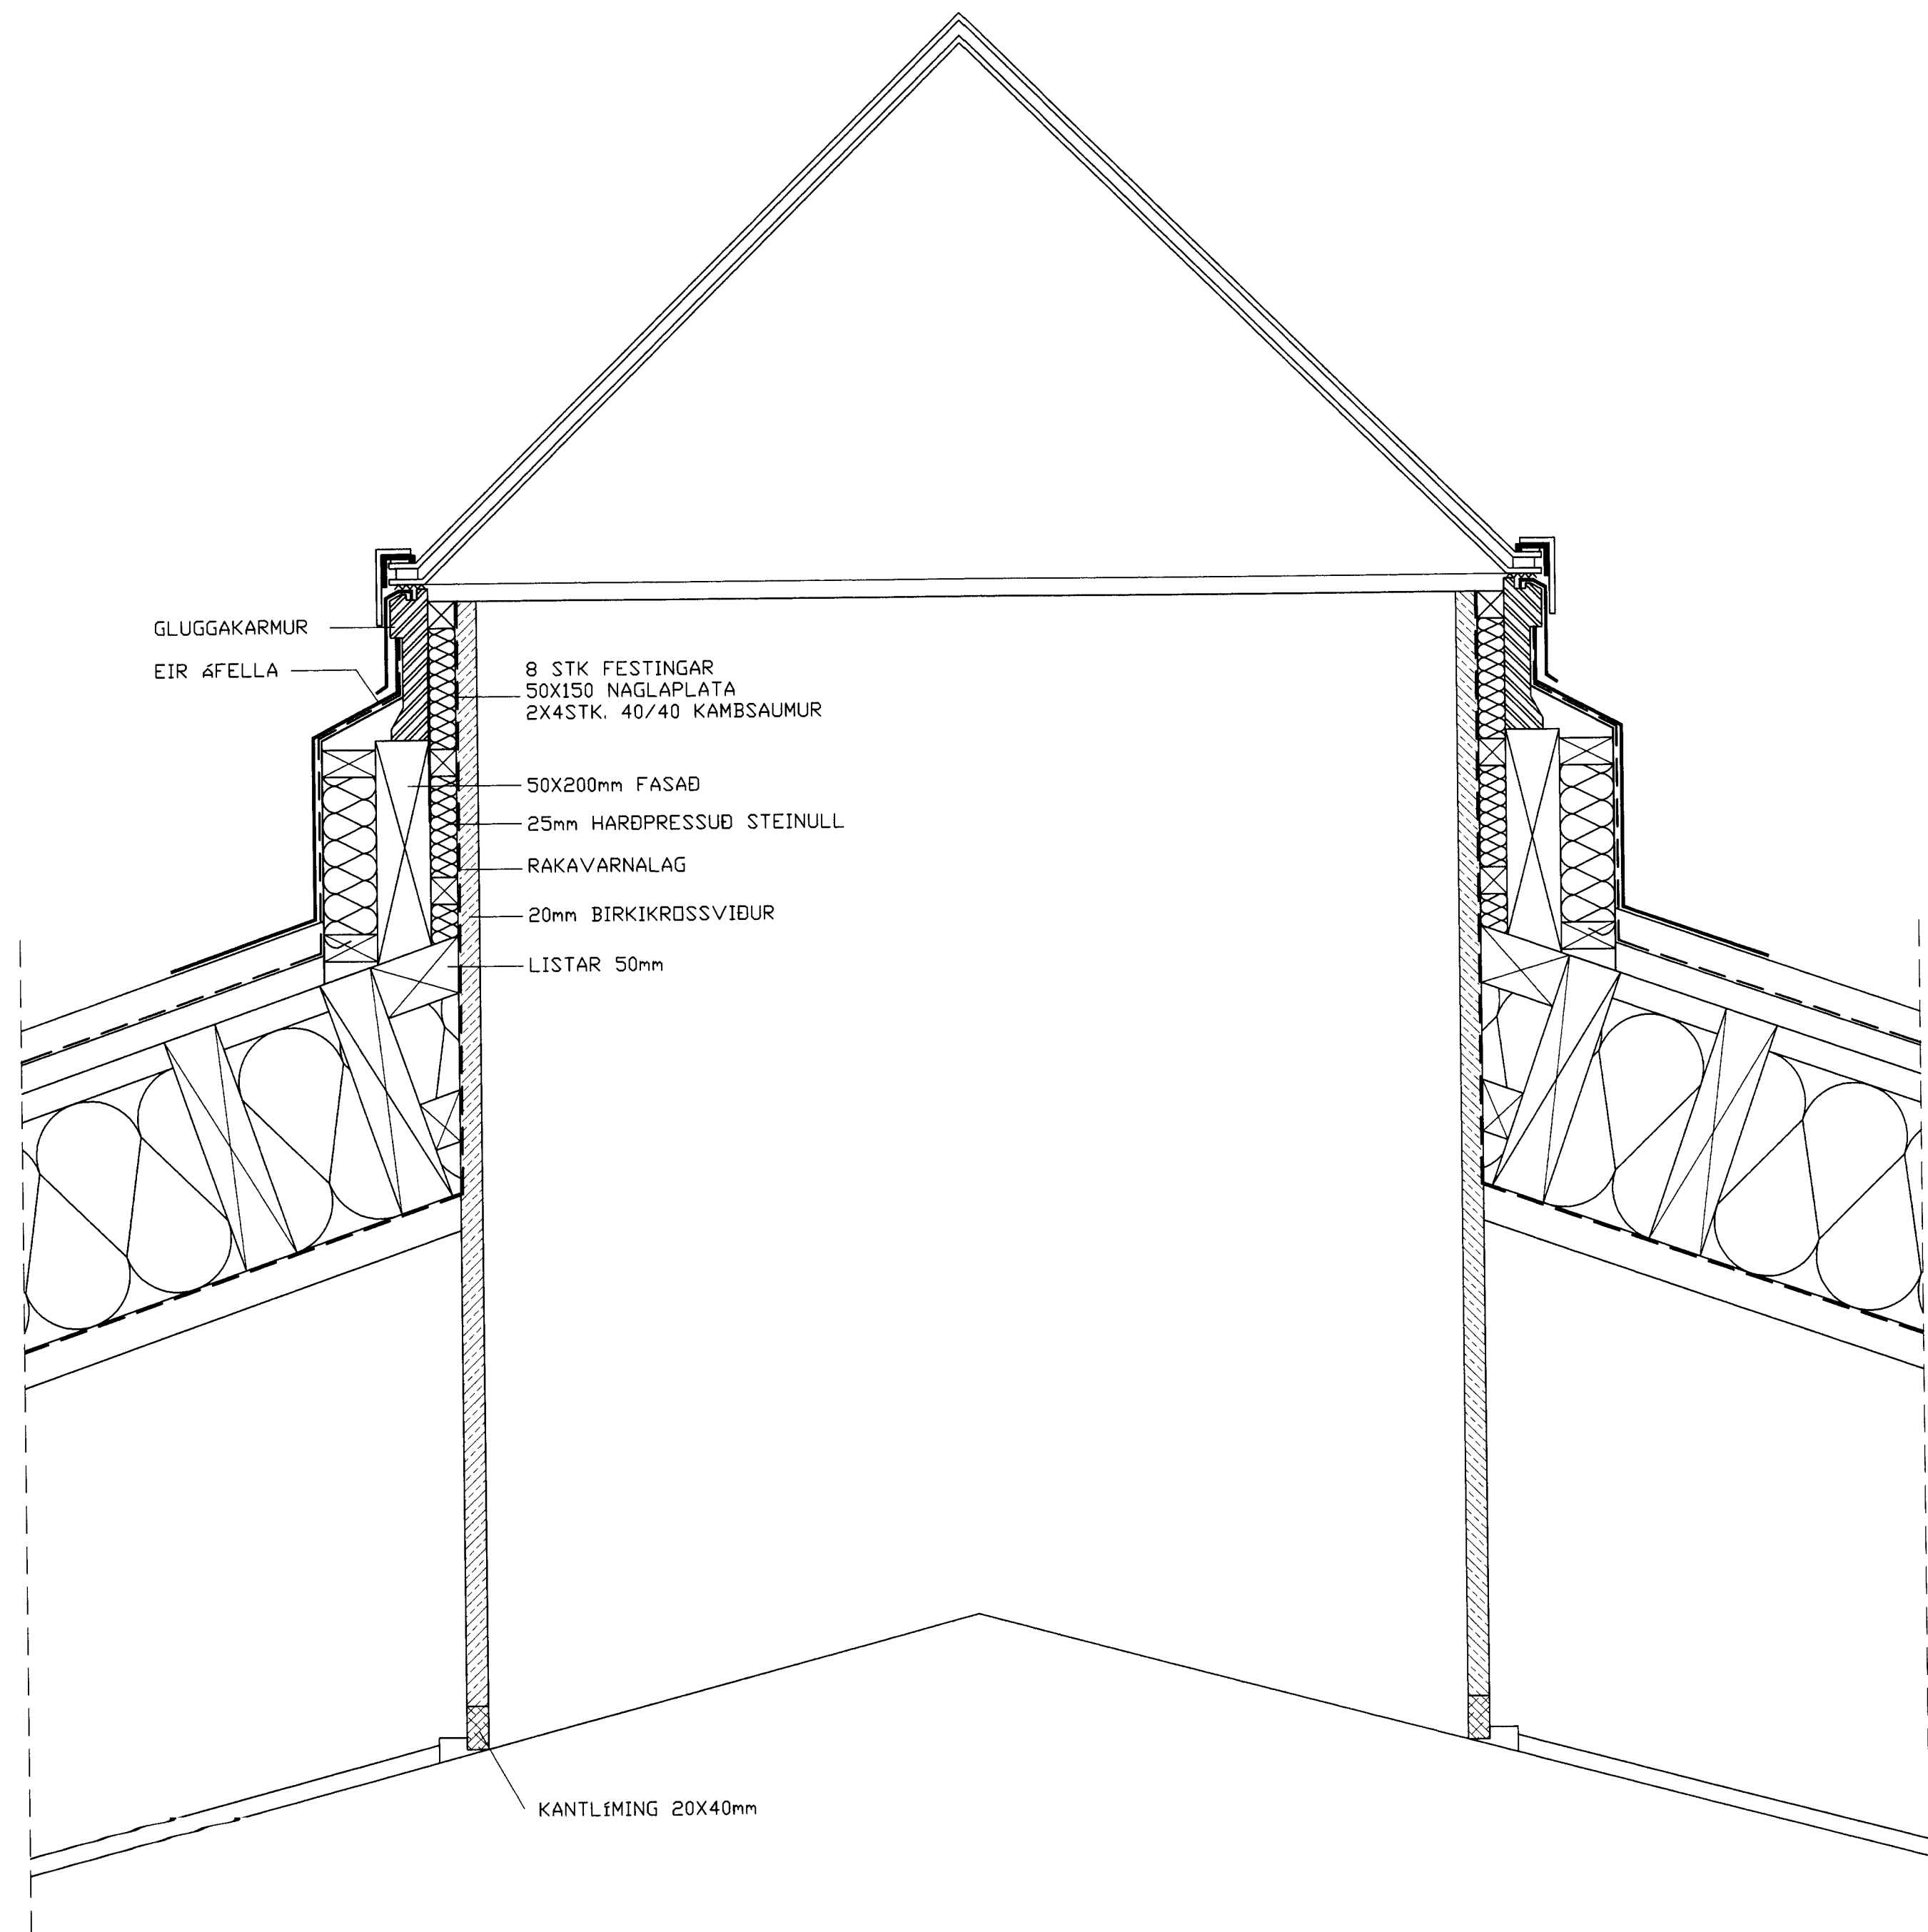 GLUGGAKARMUR
EIR ÁFELLA
8 STK FESTINGAR
50X150 NAGLAPLATA
2X4STK. 40/40 KAMBSAUMUR
50X200mm FASAÐ
25mm HARÐPRESSUÐ STEINULL
RAKAVARNALAG
20mm BIRKIKROSSVIÐUR
LISTAR 50mm
KANTLÍMING 20X40mm